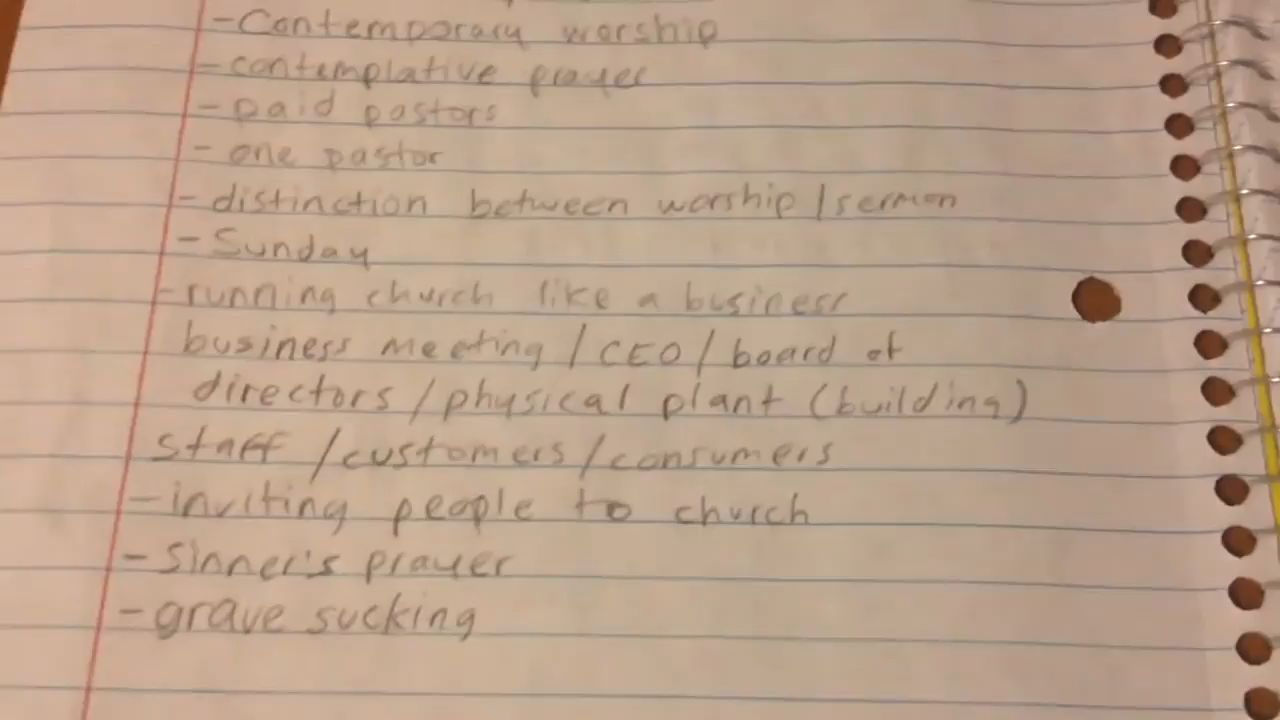 -Contemporary worship
-contemplative prayer
-paid pastors
-one pastor
-distinction between worship/sermon
-Sunday
-running church like a business
business meeting/CEO/board of
directors/physical plant (building)
staff/customers/consumers
-inviting people to church
-Sinner's prayer
-grave sucking